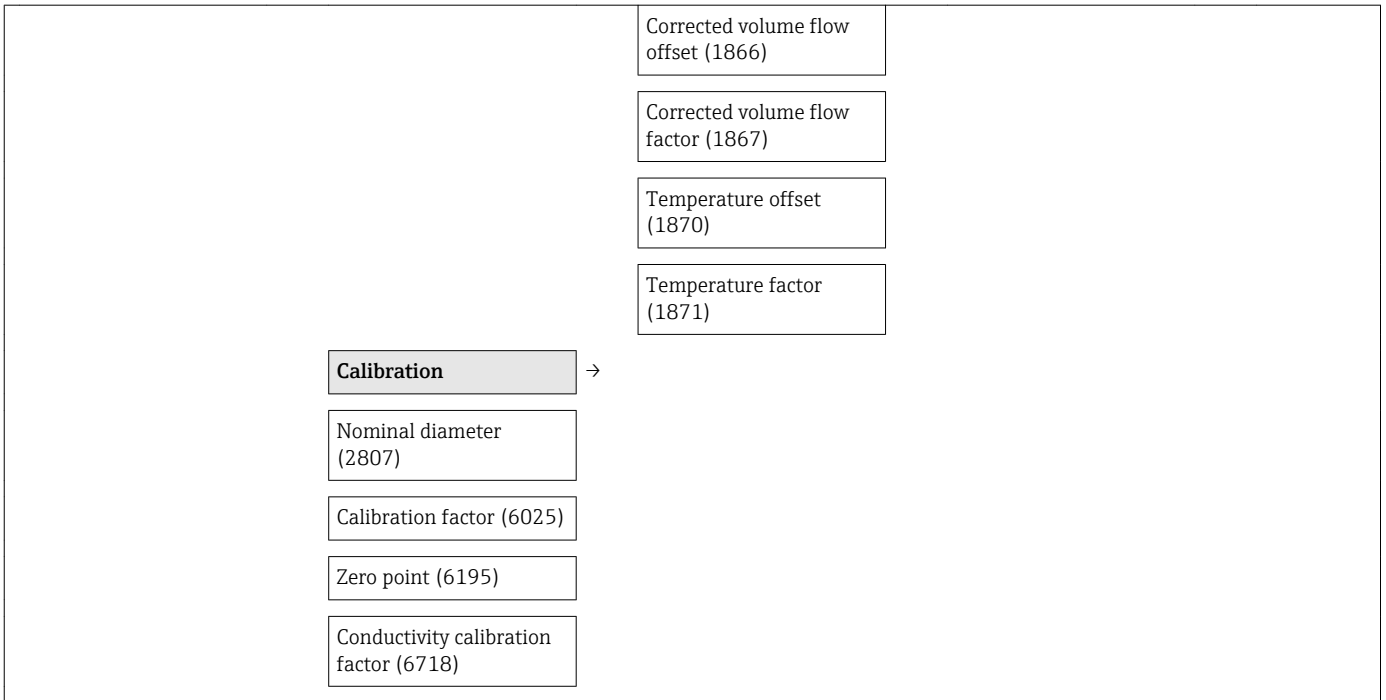 Corrected volume flow
offset (1866)
Corrected volume flow
factor (1867)
Temperature offset
(1870)
Temperature factor
(1871)
Calibration →
Nominal diameter
(2807)
Calibration factor (6025)
Zero point (6195)
Conductivity calibration
factor (6718)